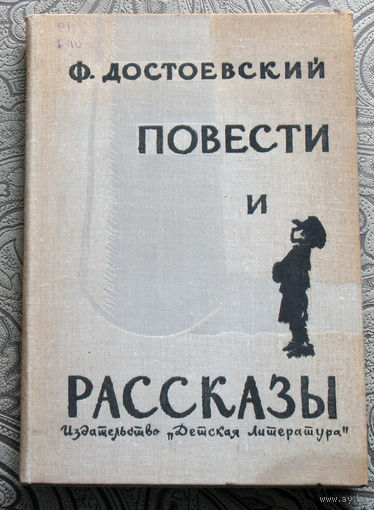 Ф. ДОСТОЕВСКИЙ
ПОВЕСТИ
И
РАССКАЗЫ
Издательство „Детская литература"